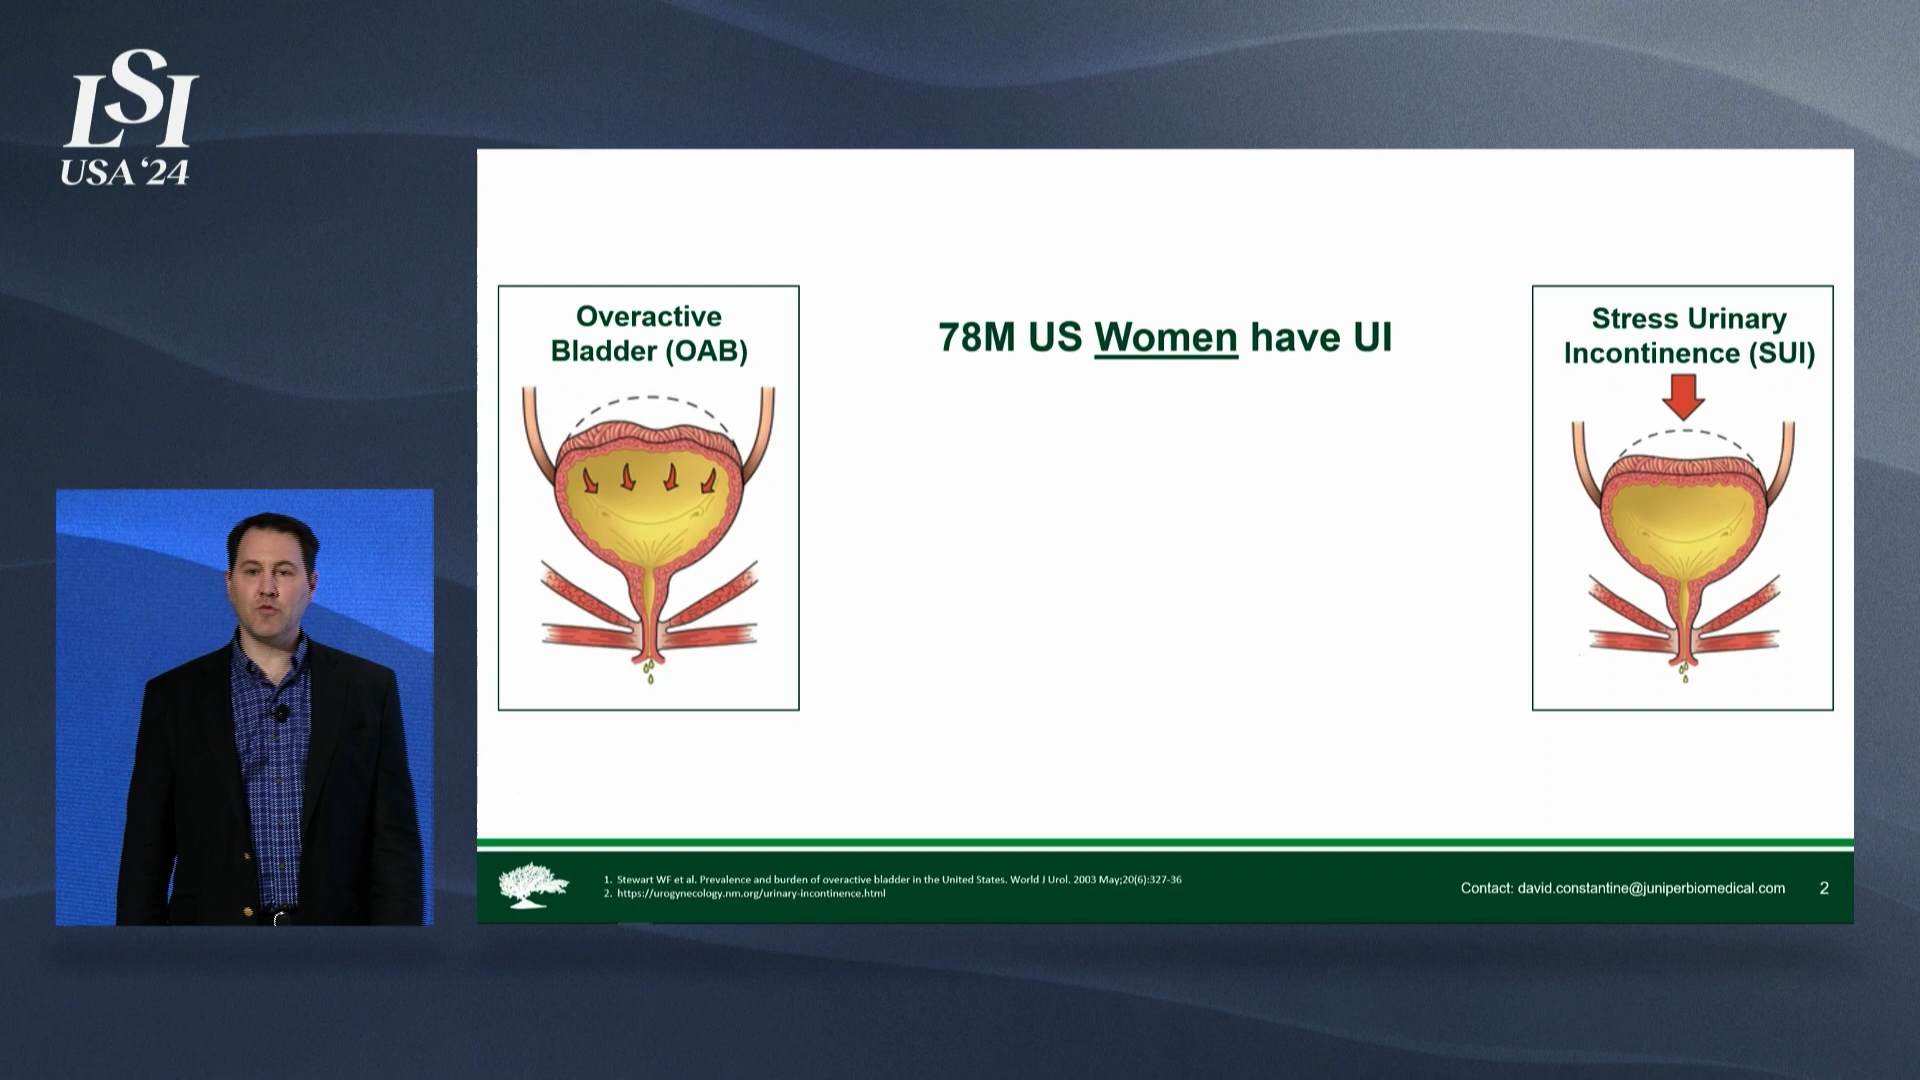 LSI
USA '24
Overactive
Bladder (OAB)
78M US Women have UI
Stress Urinary
Incontinence (SUI)
1. Stewart WF et al. Prevalence and burden of overactive bladder in the United States. World J Urol. 2003 May;20(6):327-36
2. https://urogynecology.nm.org/urinary-incontinence.html
Contact: david.constantine@juniperbiomedical.com
2